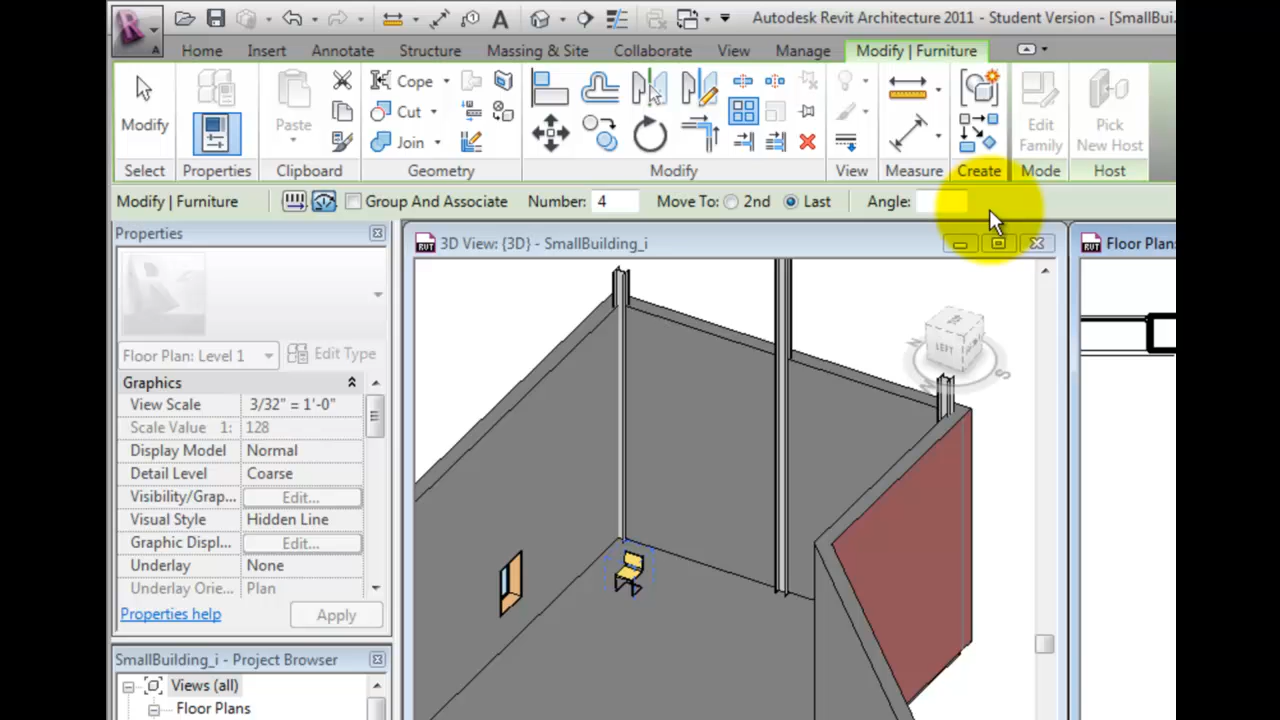 Autodesk Revit Architecture 2011 - Student Version - [SmallBui...
Home Insert Annotate Structure Massing & Site Collaborate View Manage Modify | Furniture
Modify
Paste
Cope
Cut
Join
Edit
Family
Pick
New Host
Select Properties Clipboard Geometry Modify View Measure Create Mode Host
Modify | Furniture Group And Associate Number: 4 Move To: 2nd Last Angle:
Properties
3D View: {3D} - SmallBuilding_i
Floor Plan:
Floor Plan: Level 1 Edit Type
Graphics
View Scale 3/32" = 1'-0"
Scale Value 1: 128
Display Model Normal
Detail Level Coarse
Visibility/Grap... Edit...
Visual Style Hidden Line
Graphic Displ... Edit...
Underlay None
Underlay Orie... Plan
Properties help Apply
SmallBuilding_i - Project Browser
Views (all)
Floor Plans
LEFT
S